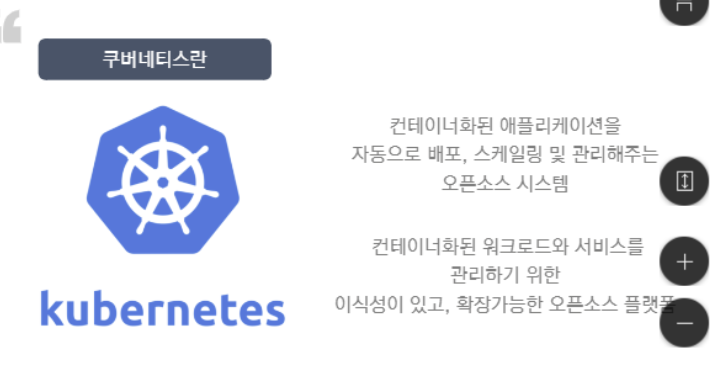 쿠버네티스란
컨테이너화된 애플리케이션을
자동으로 배포, 스케일링 및 관리해주는
오픈소스 시스템
컨테이너화된 워크로드와 서비스를
관리하기 위한
이식성이 있고, 확장가능한 오픈소스 플랫폼
kubernetes